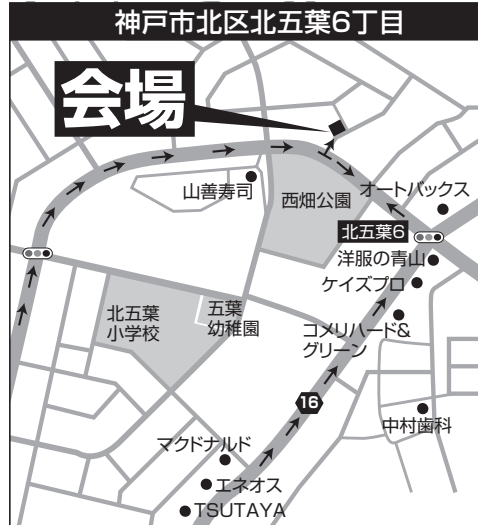 神戸市北区北五葉6丁目
会場
山善寿司
西畑公園
オートバックス
北五葉6
洋服の青山
ケイズプロ
北五葉
小学校
五葉
幼稚園
コメリハード&
グリーン
16
中村歯科
マクドナルド
エネオス
TSUTAYA